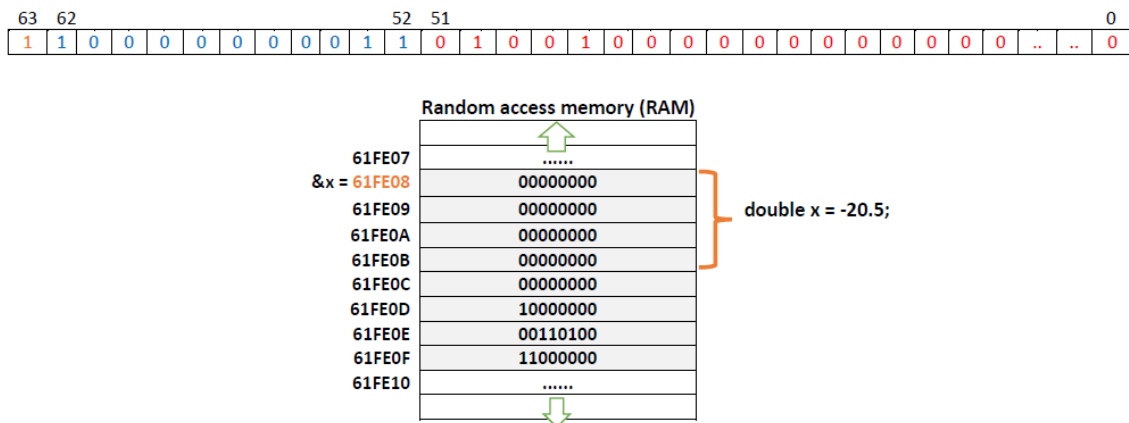 63 62 52 51 0
1 1 0 0 0 0 0 0 0 0 1 1 0 1 0 0 1 0 0 0 0 0 0 0 0 0 0 0 0 .. .. 0
Random access memory (RAM)
61FE07 ......
&x = 61FE08 00000000
61FE09 00000000 double x = -20.5;
61FE0A 00000000
61FE0B 00000000
61FE0C 00000000
61FE0D 10000000
61FE0E 00110100
61FE0F 11000000
61FE10 ......